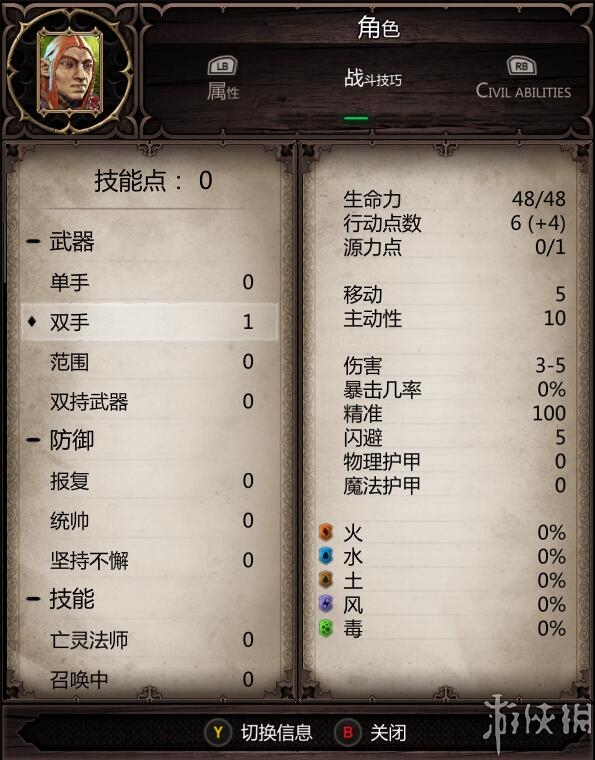 角色
LB
RB
属性
战斗技巧
CIVIL ABILITIES
技能点： 0
武器
单手 0
双手 1
范围 0
双持武器 0
防御
报复 0
统帅 0
坚持不懈 0
技能
亡灵法师 0
召唤中 0
生命力 48/48
行动点数 6 (+4)
源力点 0/1
移动 5
主动性 10
伤害 3-5
暴击几率 0%
精准 100
闪避 5
物理护甲 0
魔法护甲 0
火 0%
水 0%
土 0%
风 0%
毒 0%
Y 切换信息 B 关闭
游侠网